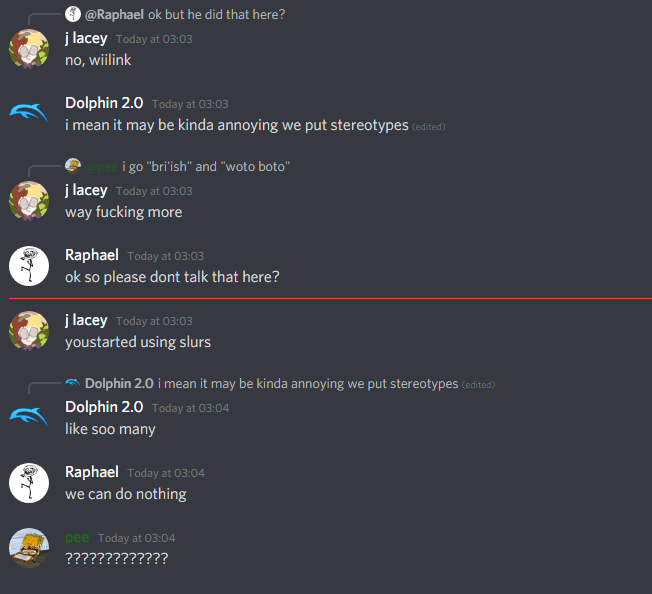 @Raphael ok but he did that here?
j lacey Today at 03:03
no, wiilink
Dolphin 2.0 Today at 03:03
i mean it may be kinda annoying we put stereotypes (edited)
@pee i go "bri'ish" and "woto boto"
j lacey Today at 03:03
way fucking more
Raphael Today at 03:03
ok so please dont talk that here?
j lacey Today at 03:03
youstarted using slurs
Dolphin 2.0 i mean it may be kinda annoying we put stereotypes (edited)
Dolphin 2.0 Today at 03:04
like soo many
Raphael Today at 03:04
we can do nothing
pee Today at 03:04
?????????????